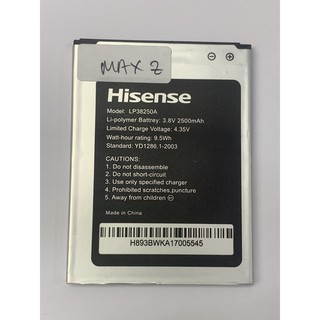 MAX Z
Hisense
Model: LP38250A
Li-polymer Battrey: 3.8V 2500mAh
Limited Charge Voltage: 4.35V
Watt-hour rating: 9.5Wh
Standard: YD1286.1-2003
CAUTIONS:
1. Do not disassemble
2. Do not short-circuit
3. Use only specified charger
4. Prohibited scratches,puncture
5. Away from children
Made in China
H893BWKA17005545